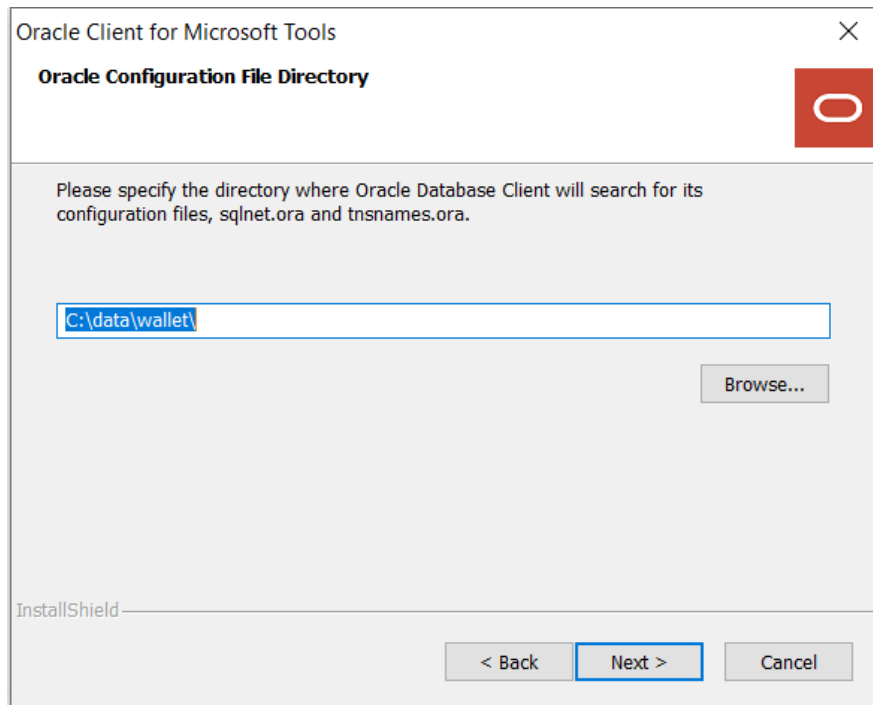 Oracle Client for Microsoft Tools
Oracle Configuration File Directory
Please specify the directory where Oracle Database Client will search for its
configuration files, sqlnet.ora and tnsnames.ora.
C:\data\wallet\
Browse...
InstallShield
< Back
Next >
Cancel